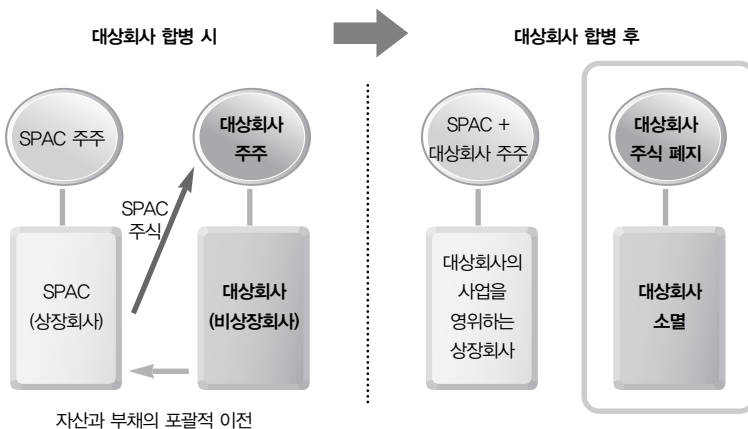 대상회사 합병 시
대상회사 합병 후
SPAC 주주
대상회사
주주
SPAC
주식
SPAC
(상장회사)
대상회사
(비상장회사)
자산과 부채의 포괄적 이전
SPAC +
대상회사 주주
대상회사
주식 폐지
대상회사의
사업을
영위하는
상장회사
대상회사
소멸